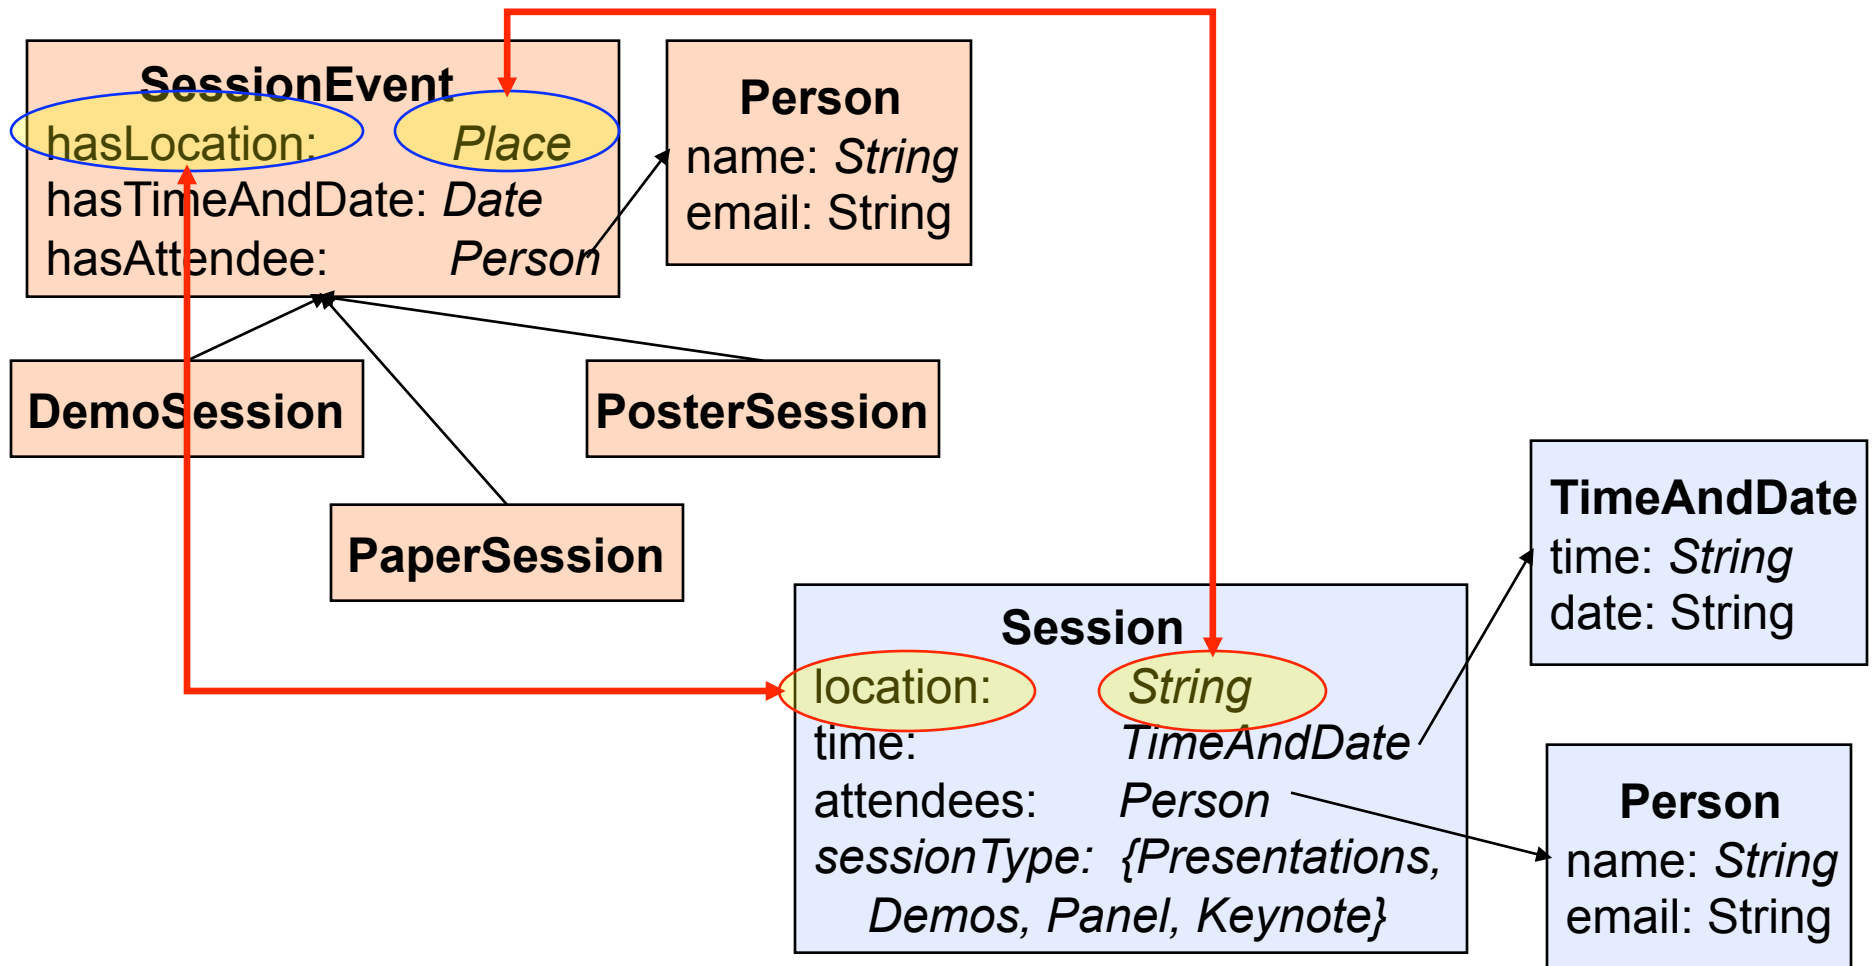 SessionEvent
hasLocation: Place
hasTimeAndDate: Date
hasAttendee: Person
Person
name: String
email: String
DemoSession
PosterSession
PaperSession
Session
location: String
time: TimeAndDate
attendees: Person
sessionType: {Presentations,
Demos, Panel, Keynote}
TimeAndDate
time: String
date: String
Person
name: String
email: String